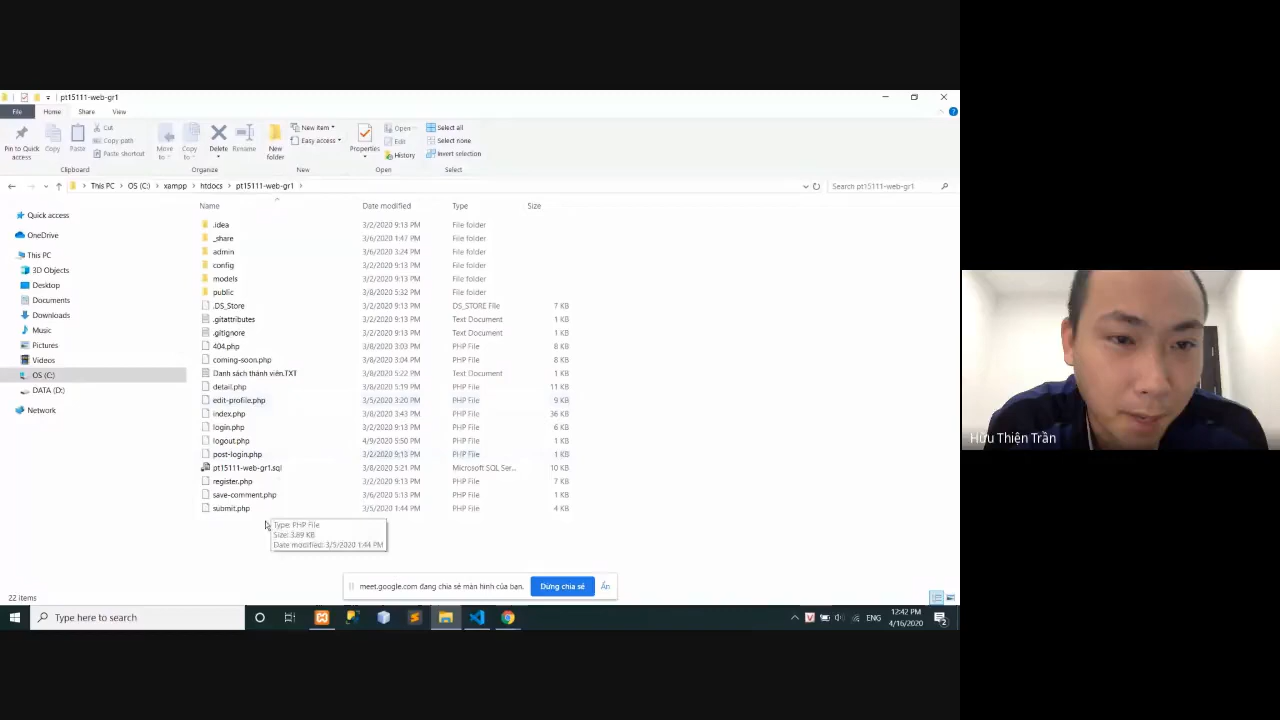 pt15111-web-gr1
File Home Share View
Pin to Quick access
Copy
Paste
Cut
Copy path
Paste shortcut
Clipboard
Move to
Copy to
Delete
Rename
Organize
New folder
New item
Easy access
New
Properties
Open
Edit
History
Open
Select all
Select none
Invert selection
Select
This PC OS (C:) xampp htdocs pt15111-web-gr1
Search pt15111-web-gr1
Quick access
OneDrive
This PC
3D Objects
Desktop
Documents
Downloads
Music
Pictures
Videos
OS (C:)
DATA (D:)
Network
Name Date modified Type Size
.idea 3/2/2020 9:13 PM File folder
_share 3/6/2020 1:47 PM File folder
admin 3/6/2020 3:24 PM File folder
config 3/2/2020 9:13 PM File folder
models 3/2/2020 9:13 PM File folder
public 3/8/2020 5:32 PM File folder
.DS_Store 3/2/2020 9:13 PM DS_STORE File 7 KB
.gitattributes 3/2/2020 9:13 PM Text Document 1 KB
.gitignore 3/2/2020 9:13 PM Text Document 1 KB
404.php 3/8/2020 3:03 PM PHP File 8 KB
coming-soon.php 3/8/2020 3:04 PM PHP File 8 KB
Danh sách thành viên.TXT 3/8/2020 5:22 PM Text Document 1 KB
detail.php 3/8/2020 5:19 PM PHP File 11 KB
edit-profile.php 3/5/2020 3:20 PM PHP File 9 KB
index.php 3/8/2020 3:43 PM PHP File 36 KB
login.php 3/2/2020 9:13 PM PHP File 6 KB
logout.php 4/9/2020 5:50 PM PHP File 1 KB
post-login.php 3/2/2020 9:13 PM PHP File 1 KB
pt15111-web-gr1.sql 3/8/2020 5:21 PM Microsoft SQL Ser... 10 KB
register.php 3/2/2020 9:13 PM PHP File 7 KB
save-comment.php 3/6/2020 5:13 PM PHP File 1 KB
submit.php 3/5/2020 1:44 PM PHP File 4 KB
Type: PHP File
Size: 3.89 KB
Date modified: 3/5/2020 1:44 PM
meet.google.com đang chia sẻ màn hình của bạn. Dừng chia sẻ Ẩn
22 items
Type here to search
ENG
12:42 PM
4/16/2020
2
Hữu Thiện Trần